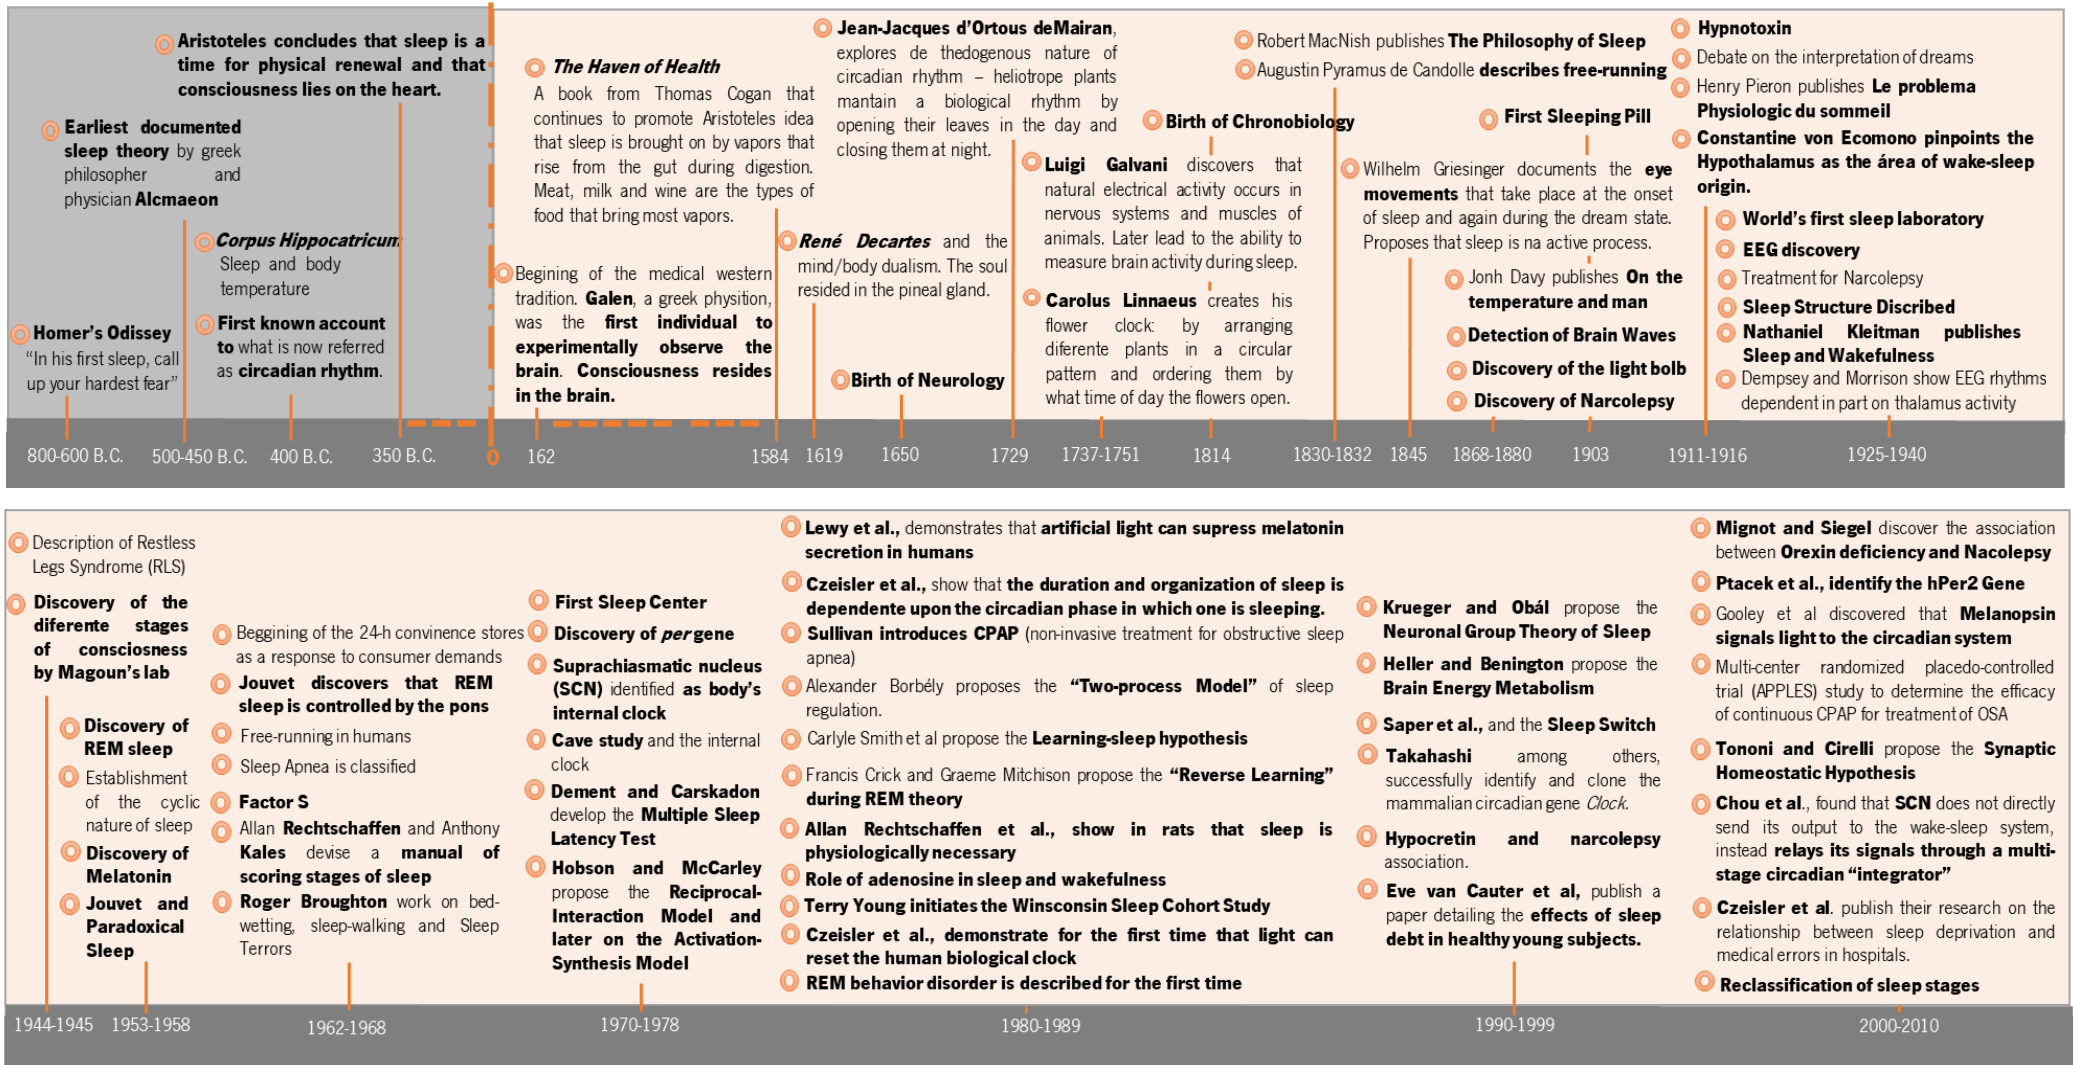 Aristoteles concludes that sleep is a
time for physical renewal and that
consciousness lies on the heart.
Earliest documented
sleep theory by greek
philosopher and
physician Alcmaeon
Corpus Hippocatricum
Sleep and body
temperature
Homer's Odissey
"In his first sleep, call
up your hardest fear"
First known account
to what is now referred
as circadian rhythm.
The Haven of Health
A book from Thomas Cogan that
continues to promote Aristoteles idea
that sleep is brought on by vapors that
rise from the gut during digestion.
Meat, milk and wine are the types of
food that bring most vapors.
Begining of the medical western
tradition. Galen, a greek physition,
was the first individual to
experimentally observe the
brain. Consciousness resides
in the brain.
Jean-Jacques d'Ortous deMairan,
explores de thedogenous nature of
circadian rhythm – heliotrope plants
mantain a biological rhythm by
opening their leaves in the day and
closing them at night.
René Decartes and the
mind/body dualism. The soul
resided in the pineal gland.
Birth of Neurology
Birth of Chronobiology
Luigi Galvani discovers that
natural electrical activity occurs in
nervous systems and muscles of
animals. Later lead to the ability to
measure brain activity during sleep.
Carolus Linnaeus creates his
flower clock: by arranging
diferente plants in a circular
pattern and ordering them by
what time of day the flowers open.
Robert MacNish publishes The Philosophy of Sleep
Augustin Pyramus de Candolle describes free-running
First Sleeping Pill
Wilhelm Griesinger documents the eye
movements that take place at the onset
of sleep and again during the dream state.
Proposes that sleep is na active process.
Jonh Davy publishes On the
temperature and man
Detection of Brain Waves
Discovery of the light bolb
Discovery of Narcolepsy
Hypnotoxin
Debate on the interpretation of dreams
Henry Pieron publishes Le problema
Physiologic du sommeil
Constantine von Ecomono pinpoints the
Hypothalamus as the área of wake-sleep
origin.
World's first sleep laboratory
EEG discovery
Treatment for Narcolepsy
Sleep Structure Discribed
Nathaniel Kleitman publishes
Sleep and Wakefulness
Dempsey and Morrison show EEG rhythms
dependent in part on thalamus activity
800-600 B.C. 500-450 B.C. 400 B.C. 350 B.C. 0 162 1584 1619 1650 1729 1737-1751 1814 1830-1832 1845 1868-1880 1903 1911-1916 1925-1940
Description of Restless
Legs Syndrome (RLS)
Discovery of the
diferente stages
of consciosness
by Magoun's lab
Discovery of
REM sleep
Establishment
of the cyclic
nature of sleep
Discovery of
Melatonin
Jouvet and
Paradoxical
Sleep
Beggining of the 24-h convinence stores
as a response to consumer demands
Jouvet discovers that REM
sleep is controlled by the pons
Free-running in humans
Sleep Apnea is classified
Factor S
Allan Rechtschaffen and Anthony
Kales devise a manual of
scoring stages of sleep
Roger Broughton work on bed-
wetting, sleep-walking and Sleep
Terrors
First Sleep Center
Discovery of per gene
Suprachiasmatic nucleus
(SCN) identified as body's
internal clock
Cave study and the internal
clock
Dement and Carskadon
develop the Multiple Sleep
Latency Test
Hobson and McCarley
propose the Reciprocal-
Interaction Model and
later on the Activation-
Synthesis Model
Lewy et al., demonstrates that artificial light can supress melatonin
secretion in humans
Czeisler et al., show that the duration and organization of sleep is
dependente upon the circadian phase in which one is sleeping.
Sullivan introduces CPAP (non-invasive treatment for obstructive sleep
apnea)
Alexander Borbély proposes the "Two-process Model" of sleep
regulation.
Carlyle Smith et al propose the Learning-sleep hypothesis
Francis Crick and Graeme Mitchison propose the "Reverse Learning"
during REM theory
Allan Rechtschaffen et al., show in rats that sleep is
physiologically necessary
Role of adenosine in sleep and wakefulness
Terry Young initiates the Winsconsin Sleep Cohort Study
Czeisler et al., demonstrate for the first time that light can
reset the human biological clock
REM behavior disorder is described for the first time
Krueger and Obál propose the
Neuronal Group Theory of Sleep
Heller and Benington propose the
Brain Energy Metabolism
Saper et al., and the Sleep Switch
Takahashi among others,
successfully identify and clone the
mammalian circadian gene Clock.
Hypocretin and narcolepsy
association.
Eve van Cauter et al, publish a
paper detailing the effects of sleep
debt in healthy young subjects.
Mignot and Siegel discover the association
between Orexin deficiency and Nacolepsy
Ptacek et al., identify the hPer2 Gene
Gooley et al discovered that Melanopsin
signals light to the circadian system
Multi-center randomized placedo-controlled
trial (APPLES) study to determine the efficacy
of continuous CPAP for treatment of OSA
Tononi and Cirelli propose the Synaptic
Homeostatic Hypothesis
Chou et al., found that SCN does not directly
send its output to the wake-sleep system,
instead relays its signals through a multi-
stage circadian "integrator"
Czeisler et al. publish their research on the
relationship between sleep deprivation and
medical errors in hospitals.
Reclassification of sleep stages
1944-1945 1953-1958 1962-1968 1970-1978 1980-1989 1990-1999 2000-2010